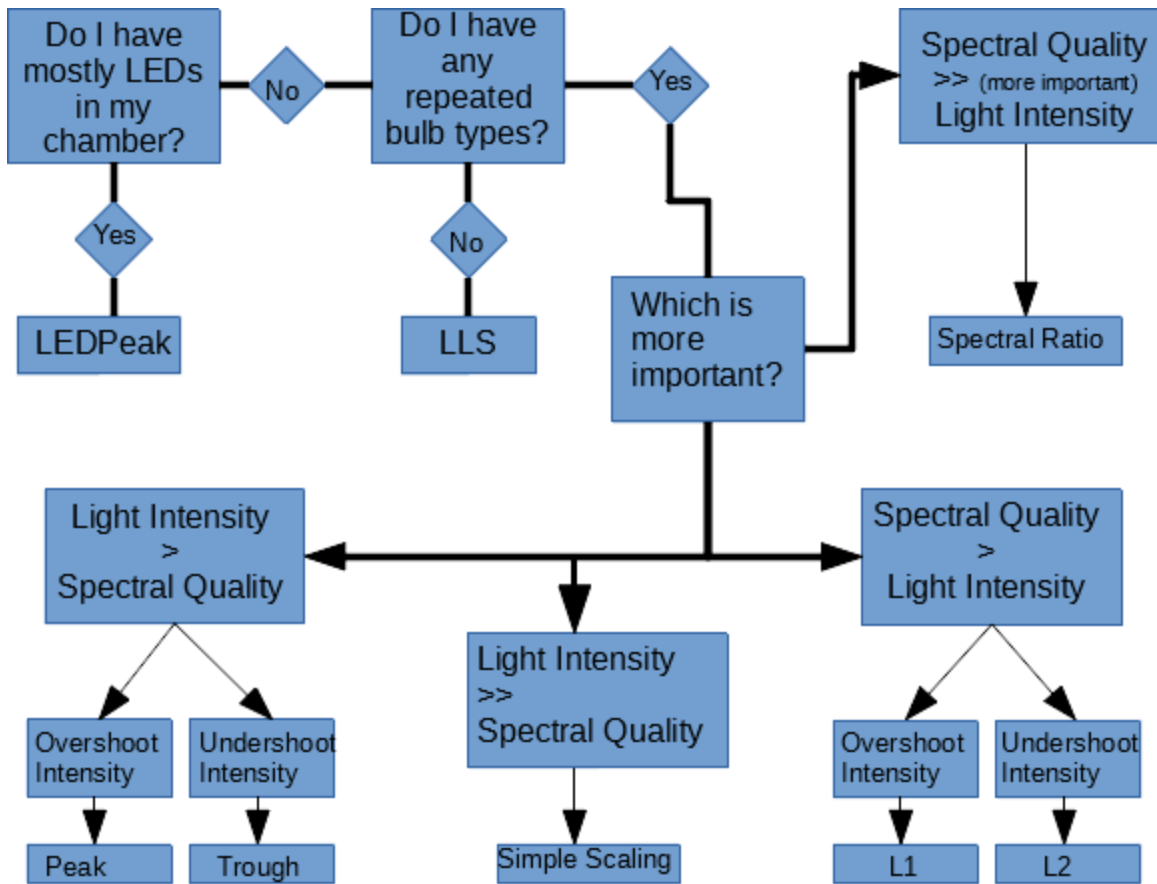 Do I have
mostly LEDs
in my
chamber?
No
Do I have
any
repeated
bulb types?
Yes
Spectral Quality
>> (more important)
Light Intensity
Yes
No
LEDPeak
LLS
Which is
more
important?
Spectral Ratio
Light Intensity
>
Spectral Quality
Light Intensity
>>
Spectral Quality
Spectral Quality
>
Light Intensity
Overshoot
Intensity
Undershoot
Intensity
Overshoot
Intensity
Undershoot
Intensity
Peak
Trough
Simple Scaling
L1
L2